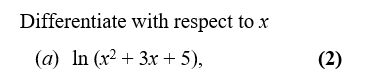 Differentiate with respect to x
(a) ln (x² + 3x + 5), (2)